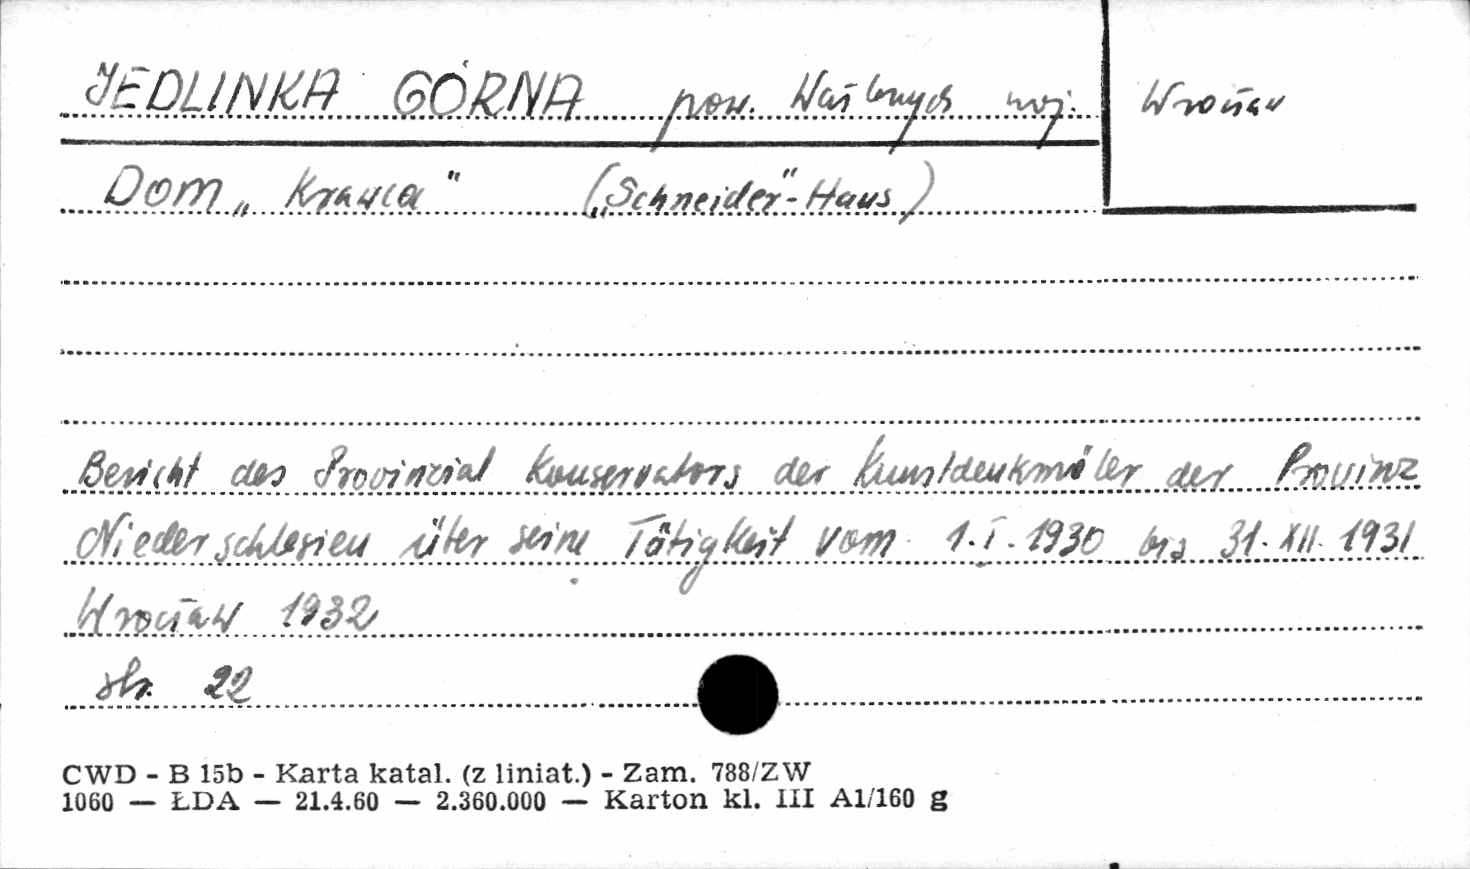 JEDLINKA GÓRNA pow. Wałbrzych woj. Wrocław
Dom „Krawca" („Schneider"-Haus)
Bericht des Provinzial Konservators der Kunstdenkmäler der Provinz
Niederschlesien über seine Tätigkeit vom 1.I.1930 bis 31.XII.1931
Wrocław 1932
str. 22
CWD - B 15b - Karta katal. (z liniat.) - Zam. 788/ZW
1060 — ŁDA — 21.4.60 — 2.360.000 — Karton kl. III A1/160 g